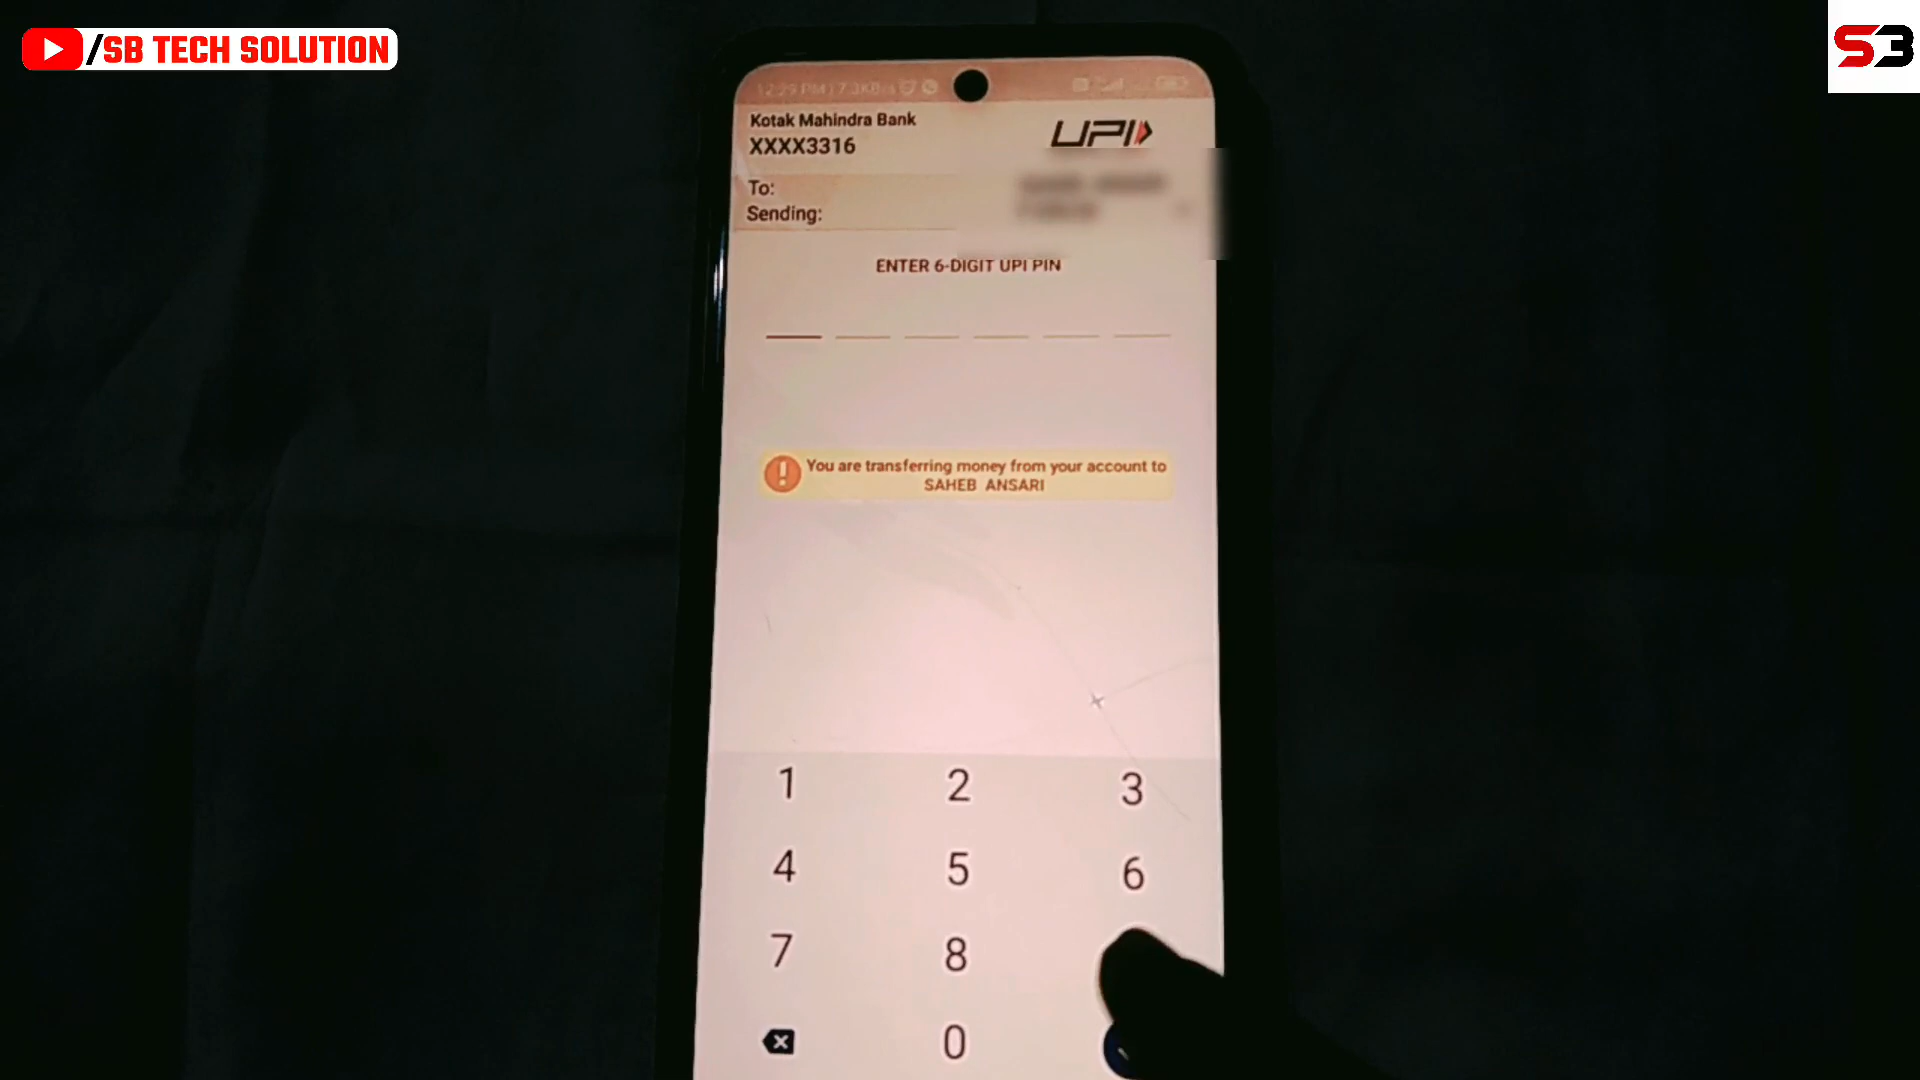 /SB TECH SOLUTION
S3
Kotak Mahindra Bank
XXXX3316
UPI
To:
Sending:
ENTER 6-DIGIT UPI PIN
You are transferring money from your account to
SAHEB ANSARI
1 2 3
4 5 6
7 8
0